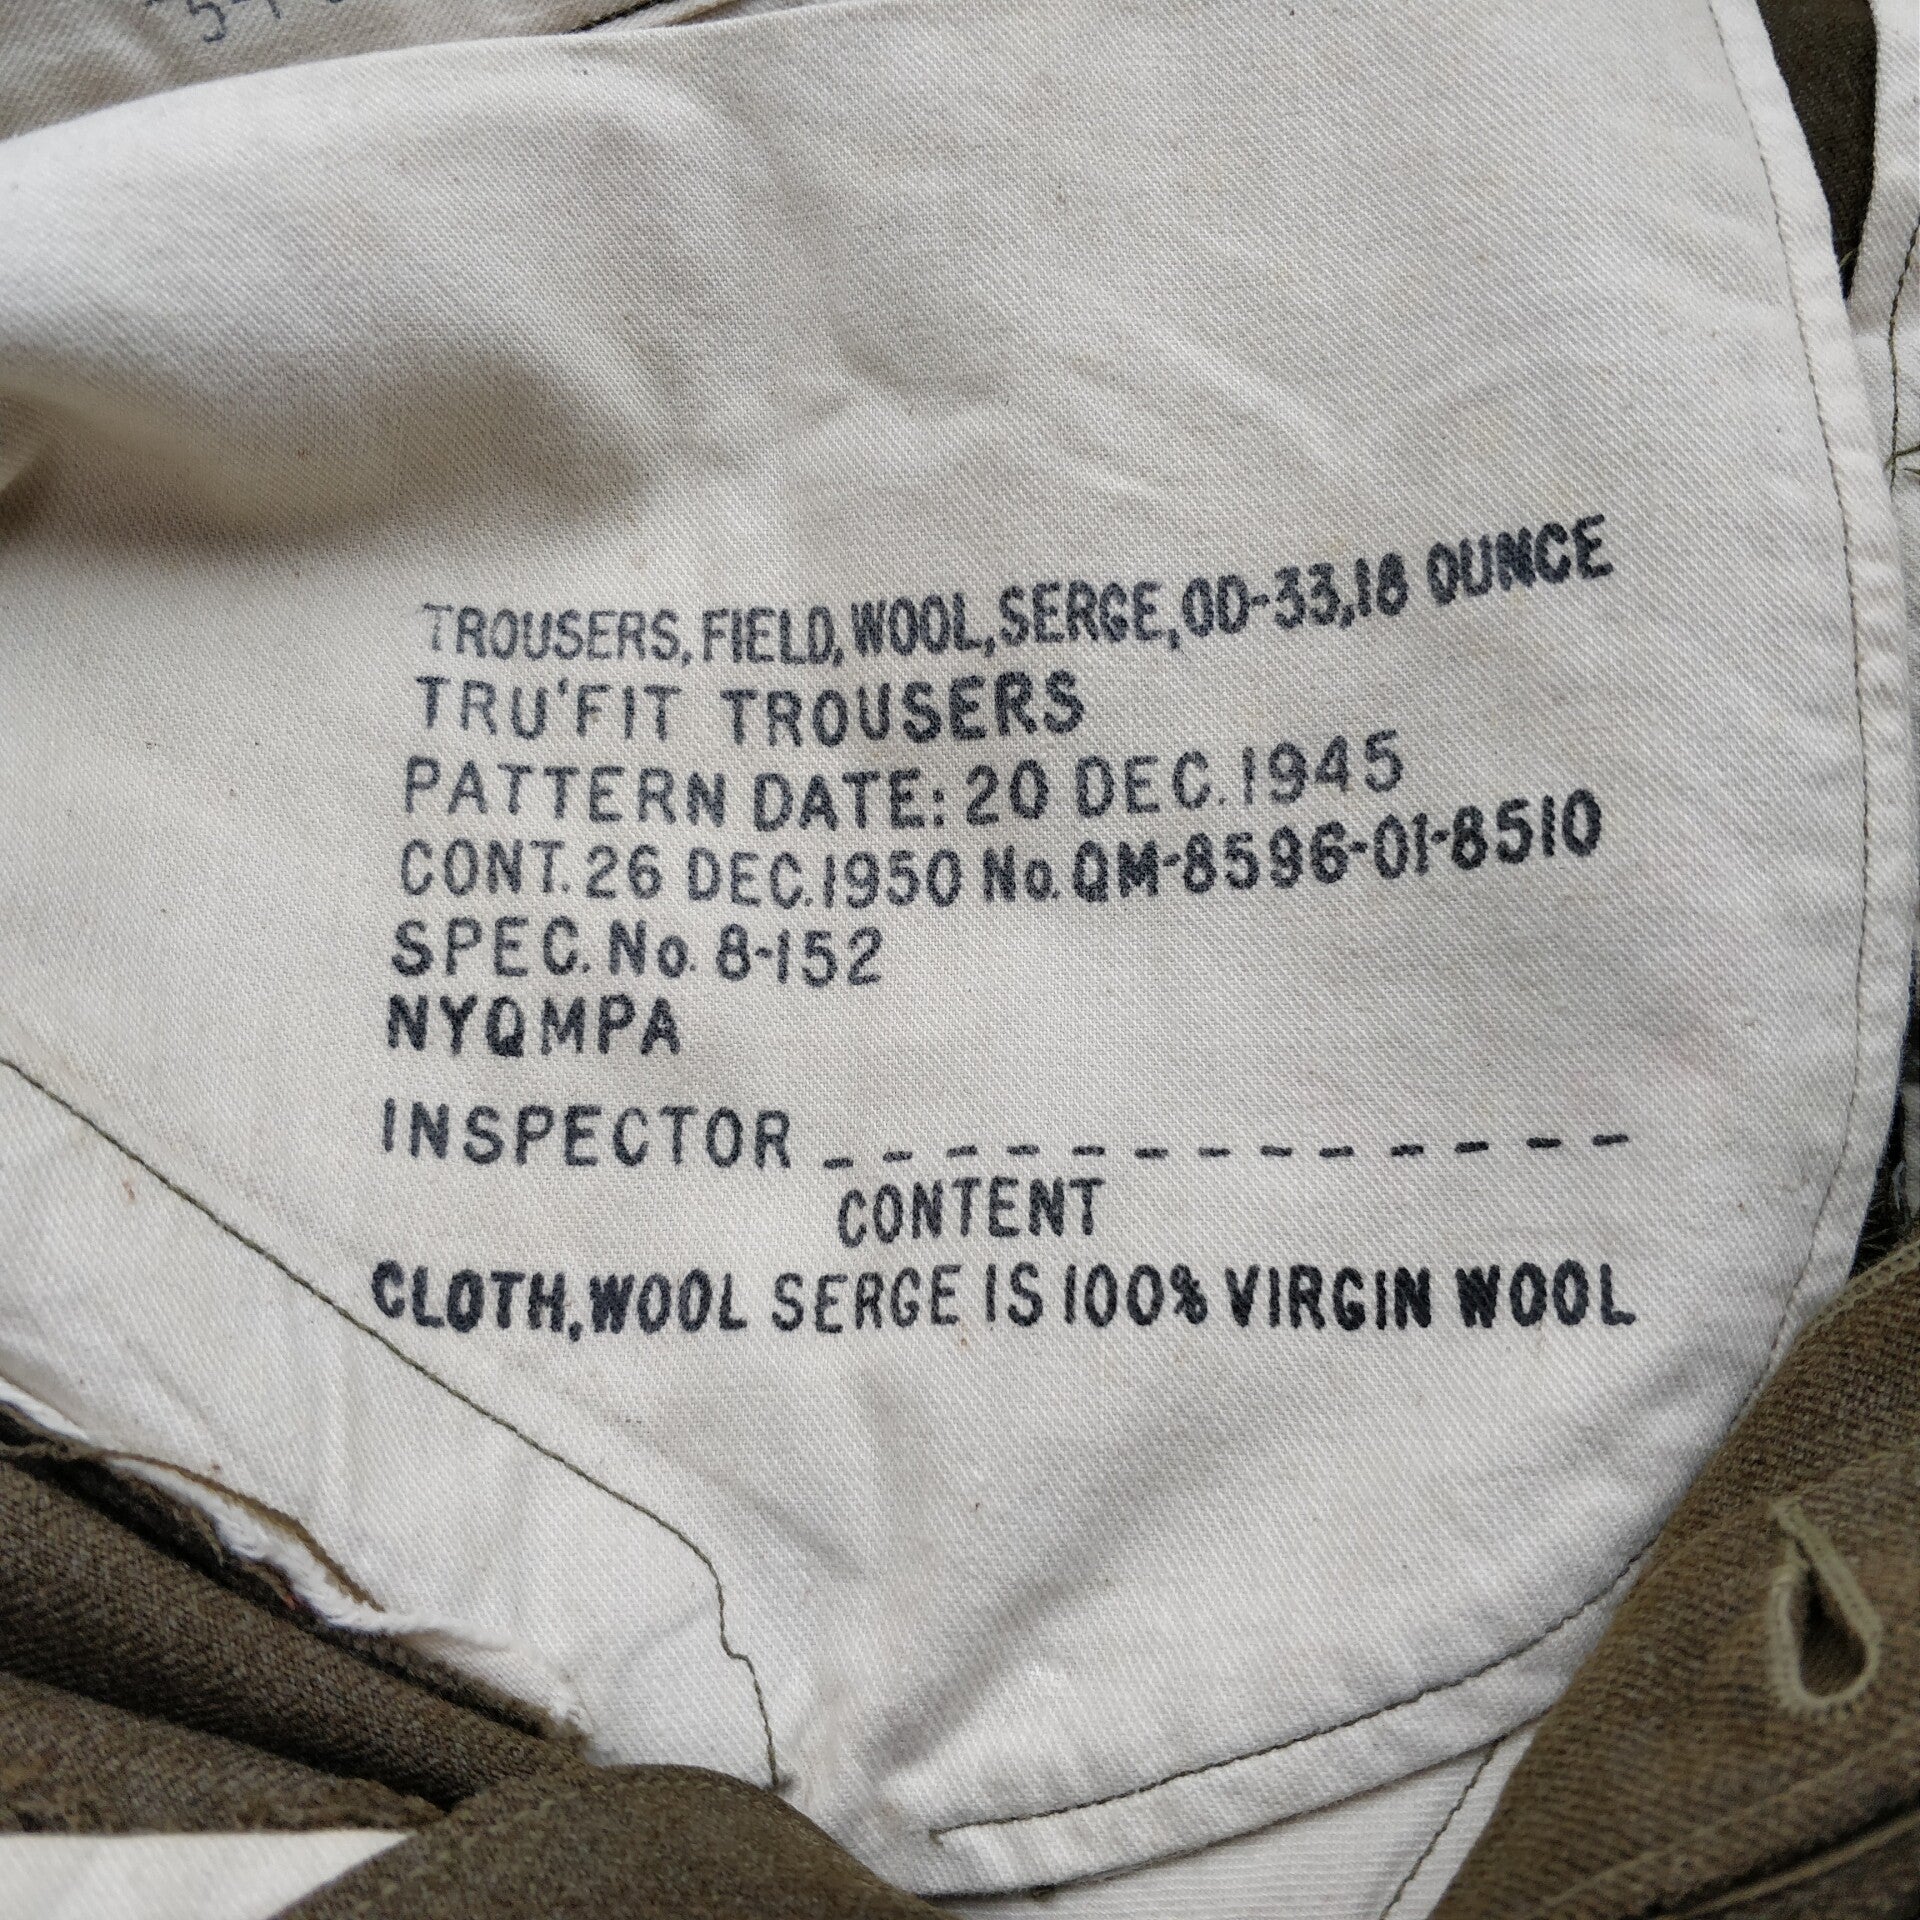 TROUSERS, FIELD, WOOL, SERGE, OD-33, 18 OUNCE
TRU'FIT TROUSERS
PATTERN DATE: 20 DEC. 1945
CONT. 26 DEC. 1950 No. QM-8596-01-8510
SPEC. No. 8-152
NYQMPA
INSPECTOR _ _ _ _ _ _ _ _ _ _ _ _ _ _
CONTENT
CLOTH, WOOL SERGE IS 100% VIRGIN WOOL